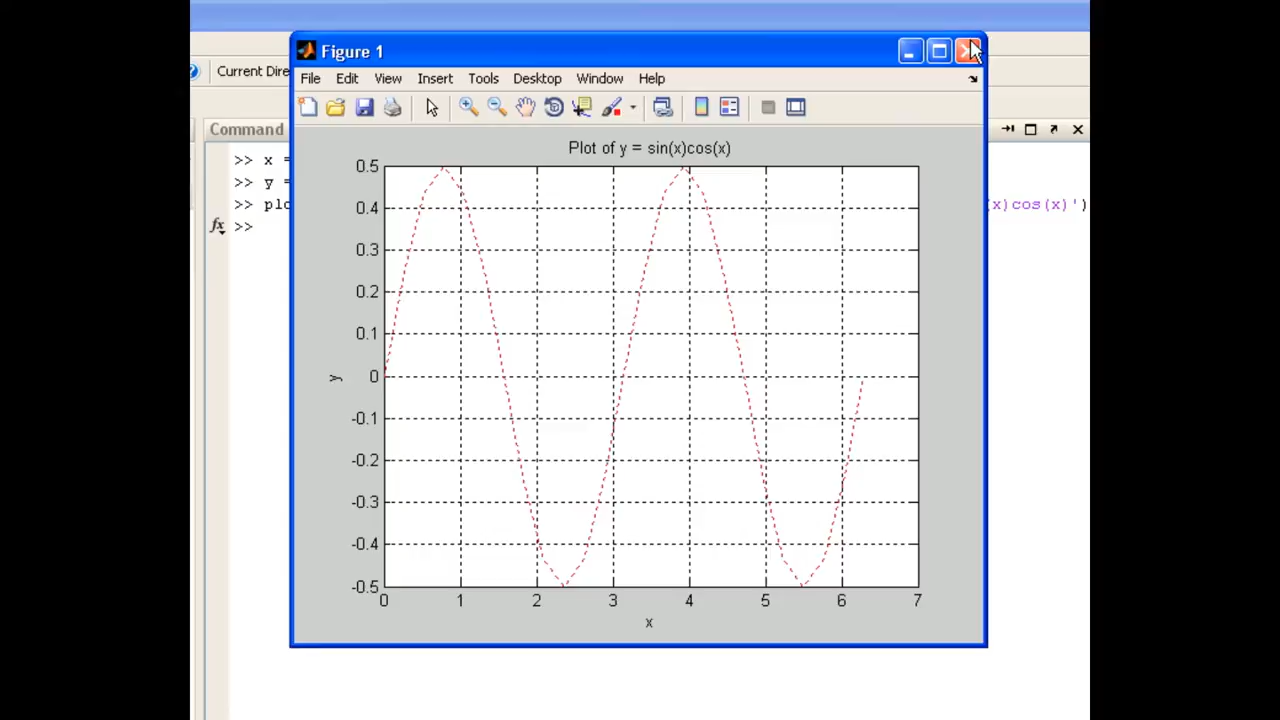 Figure 1
File Edit View Insert Tools Desktop Window Help
Current Dire
Command
>> x =
>> y =
>> plo
(x)cos(x)')
fx >>
Plot of y = sin(x)cos(x)
0.5
0.4
0.3
0.2
0.1
0
-0.1
-0.2
-0.3
-0.4
-0.5
y
0 1 2 3 4 5 6 7
x